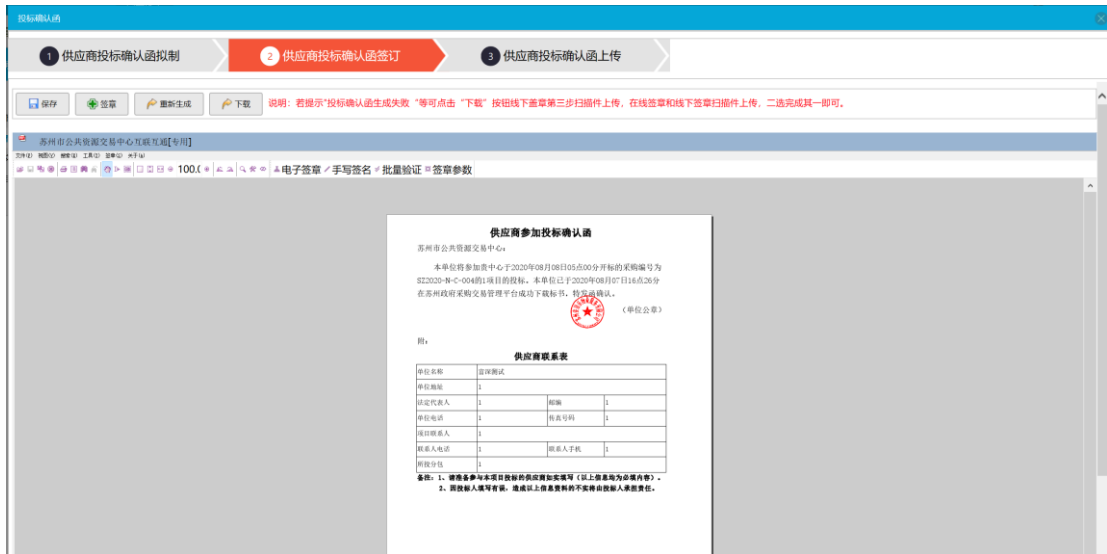 投标确认函
1 供应商投标确认函拟制
2 供应商投标确认函签订
3 供应商投标确认函上传
保存 签章 重新生成 下载 说明：若提示"投标确认函生成失败 "等可点击 "下载" 按钮线下盖章第三步扫描件上传，在线签章和线下签章扫描件上传，二选完成其一即可。
苏州市公共资源交易中心互联互通[专用]
100.( 电子签章 手写签名 批量验证 签章参数
供应商参加投标确认函
苏州市公共资源交易中心：
本单位将参加贵中心于2020年08月08日05点00分开标的采购编号为
SZ2020-N-C-004的1项目的投标。本单位已于2020年08月07日16点26分
在苏州政府采购交易管理平台成功下载标书。特发函确认。
（单位公章）
附：
供应商联系表
单位名称
单位地址 1
法定代表人 1 邮编 1
单位电话 1 传真号码 1
项目联系人 1
联系人电话 1 联系人手机 1
所投分包 1
备注：1、请准备参与本项目投标的供应商如实填写（以上信息均为必填内容）。
2、因投标人填写有误，造成以上信息资料的不实将由投标人承担责任。